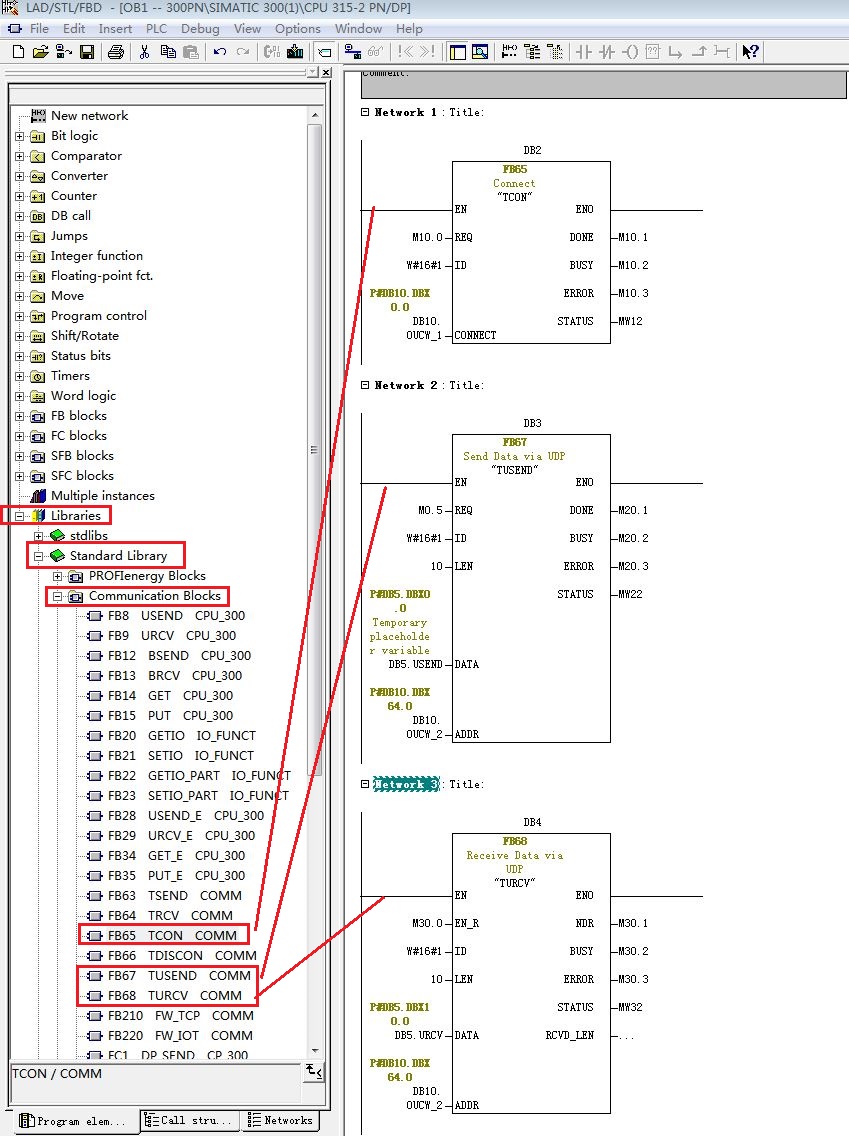 LAD/STL/FBD - [OB1 -- 300PN\SIMATIC 300(1)\CPU 315-2 PN/DP]
File Edit Insert PLC Debug View Options Window Help
New network
Bit logic
Comparator
Converter
Counter
DB call
Jumps
Integer function
Floating-point fct.
Move
Program control
Shift/Rotate
Status bits
Timers
Word logic
FB blocks
FC blocks
SFB blocks
SFC blocks
Multiple instances
Libraries
stdlibs
Standard Library
PROFIenergy Blocks
Communication Blocks
FB8 USEND CPU_300
FB9 URCV CPU_300
FB12 BSEND CPU_300
FB13 BRCV CPU_300
FB14 GET CPU_300
FB15 PUT CPU_300
FB20 GETIO IO_FUNCT
FB21 SETIO IO_FUNCT
FB22 GETIO_PART IO_FUNCT
FB23 SETIO_PART IO_FUNCT
FB28 USEND_E CPU_300
FB29 URCV_E CPU_300
FB34 GET_E CPU_300
FB35 PUT_E CPU_300
FB63 TSEND COMM
FB64 TRCV COMM
FB65 TCON COMM
FB66 TDISCON COMM
FB67 TUSEND COMM
FB68 TURCV COMM
FB210 FW_TCP COMM
FB220 FW_IOT COMM
FC1 DP_SEND CP_300
TCON / COMM
Program elem... Call stru... Networks
Comment:
Network 1 : Title:
DB2
FB65
Connect
"TCON"
EN ENO
M10.0 REQ DONE M10.1
W#16#1 ID BUSY M10.2
P#DB10.DBX
0.0
ERROR M10.3
DB10.
STATUS MW12
OUCW_1 CONNECT
Network 2 : Title:
DB3
FB67
Send Data via UDP
"TUSEND"
EN ENO
M0.5 REQ DONE M20.1
W#16#1 ID BUSY M20.2
10 LEN ERROR M20.3
P#DB5.DBX0
.0
STATUS MW22
Temporary
placeholde
r variable
DB5.USEND DATA
P#DB10.DBX
64.0
DB10.
OUCW_2 ADDR
Network 3 : Title:
DB4
FB68
Receive Data via
UDP
"TURCV"
EN ENO
M30.0 EN_R NDR M30.1
W#16#1 ID BUSY M30.2
10 LEN ERROR M30.3
P#DB5.DBX1
0.0
STATUS MW32
DB5.URCV DATA RCVD_LEN ...
P#DB10.DBX
64.0
DB10.
OUCW_2 ADDR